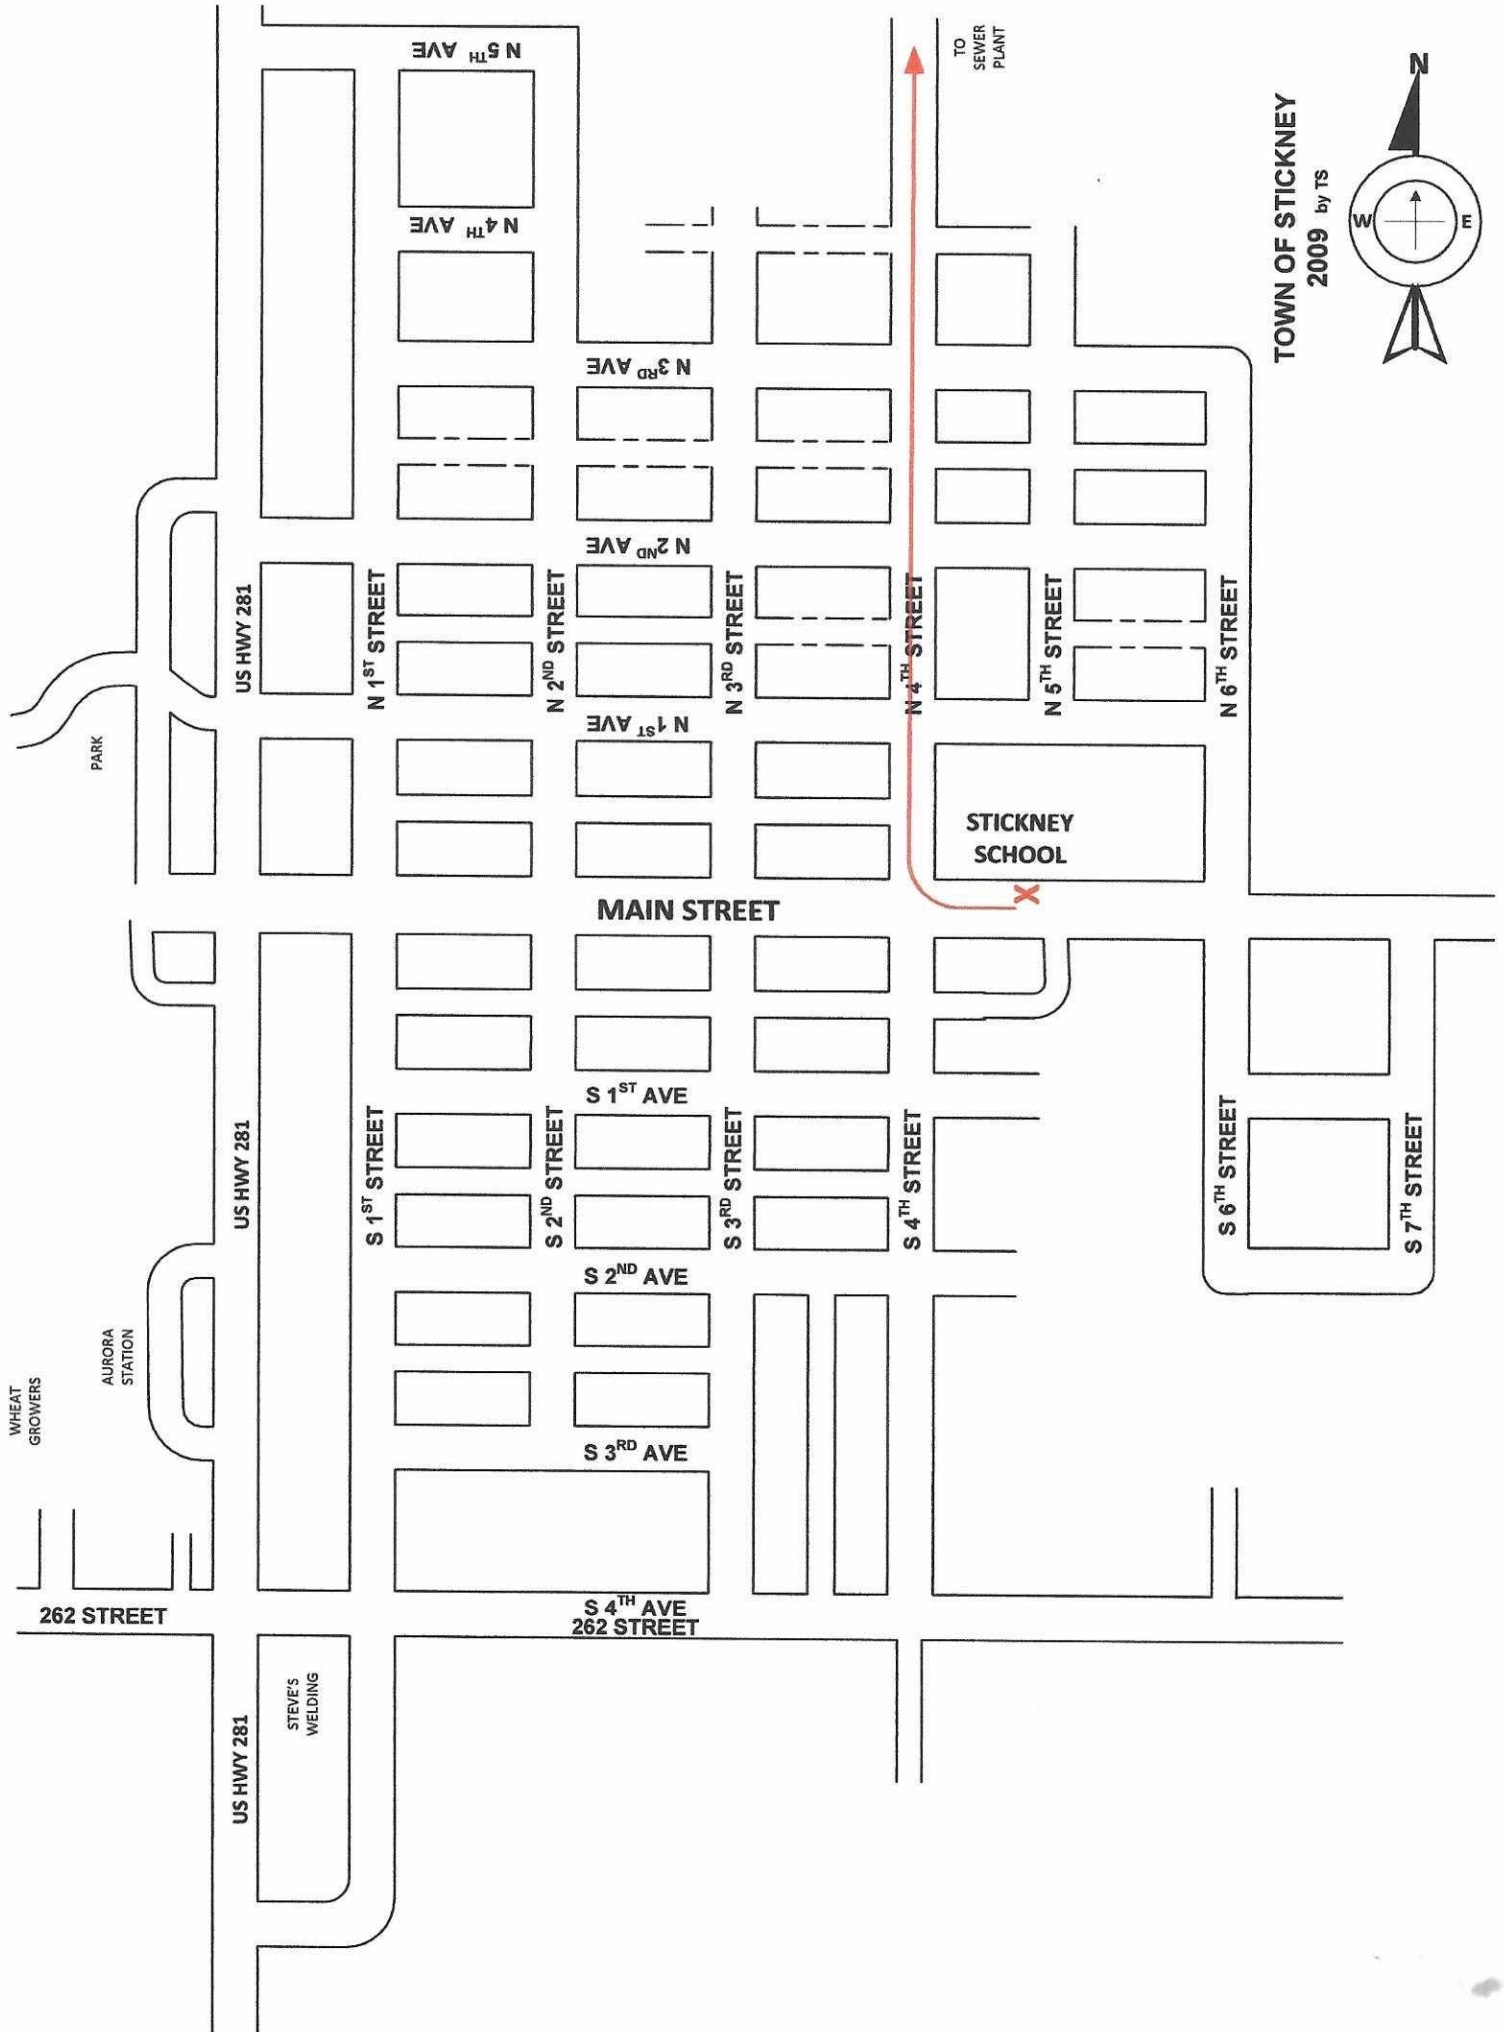 N 5TH AVE
TO
SEWER
PLANT
N
TOWN OF STICKNEY
2009 by TS
W
E
N 4TH AVE
N 3RD AVE
N 2ND AVE
US HWY 281
N 1ST STREET
N 2ND STREET
N 3RD STREET
N 4TH STREET
N 5TH STREET
N 6TH STREET
N 1ST AVE
PARK
STICKNEY
SCHOOL
X
MAIN STREET
S 1ST AVE
US HWY 281
S 1ST STREET
S 2ND STREET
S 3RD STREET
S 4TH STREET
S 6TH STREET
S 7TH STREET
S 2ND AVE
AURORA
STATION
WHEAT
GROWERS
S 3RD AVE
262 STREET
S 4TH AVE
262 STREET
STEVE'S
WELDING
US HWY 281